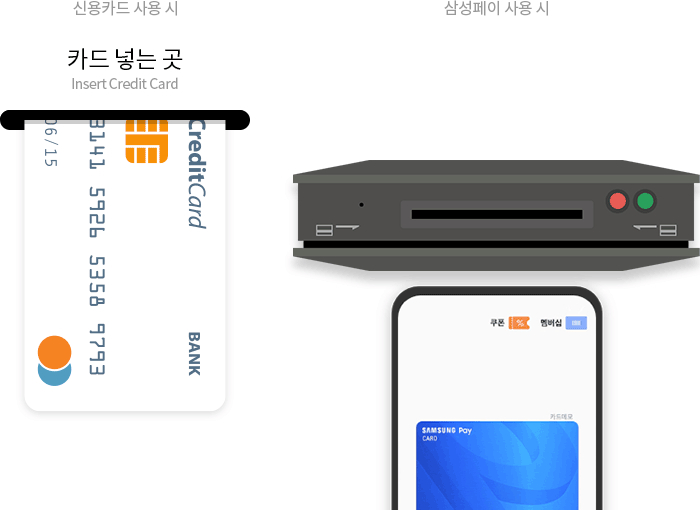 신용카드 사용 시
카드 넣는 곳
Insert Credit Card
CreditCard
3141 5926 5358 9793
06/15
BANK
삼성페이 사용 시
쿠폰 % 멤버십
카드메모
SAMSUNG Pay
CARD